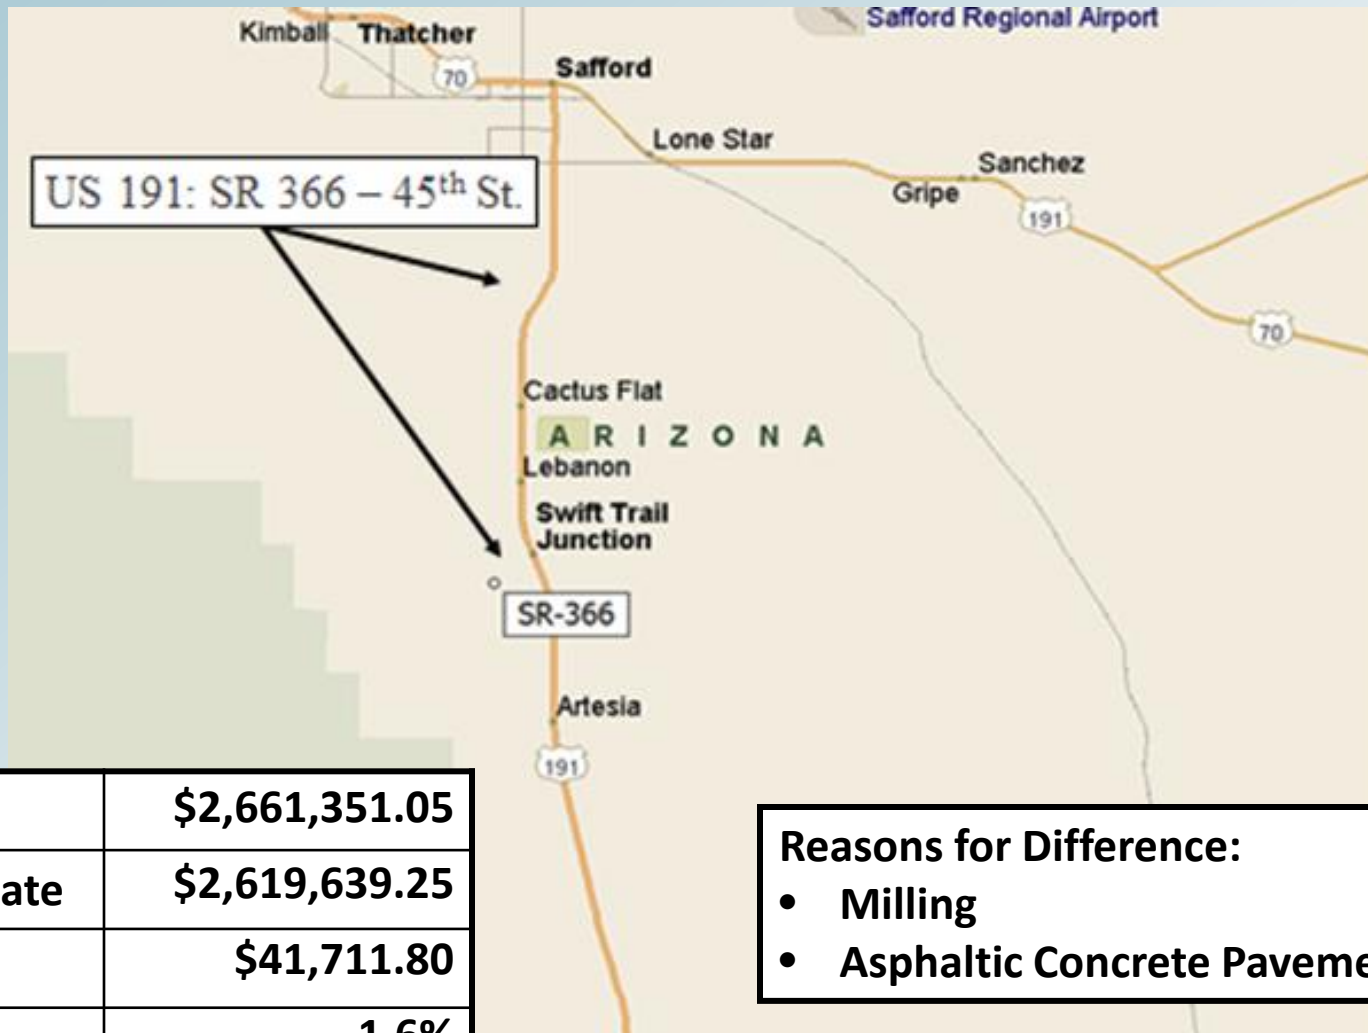 Safford Regional Airport
Kimball
Thatcher
70
Safford
Lone Star
Sanchez
Gripe
191
US 191: SR 366 – 45th St.
70
Cactus Flat
ARIZONA
Lebanon
Swift Trail
Junction
SR-366
Artesia
191
$2,661,351.05
ate $2,619,639.25
$41,711.80
1.6%
Reasons for Difference:
• Milling
• Asphaltic Concrete Paveme